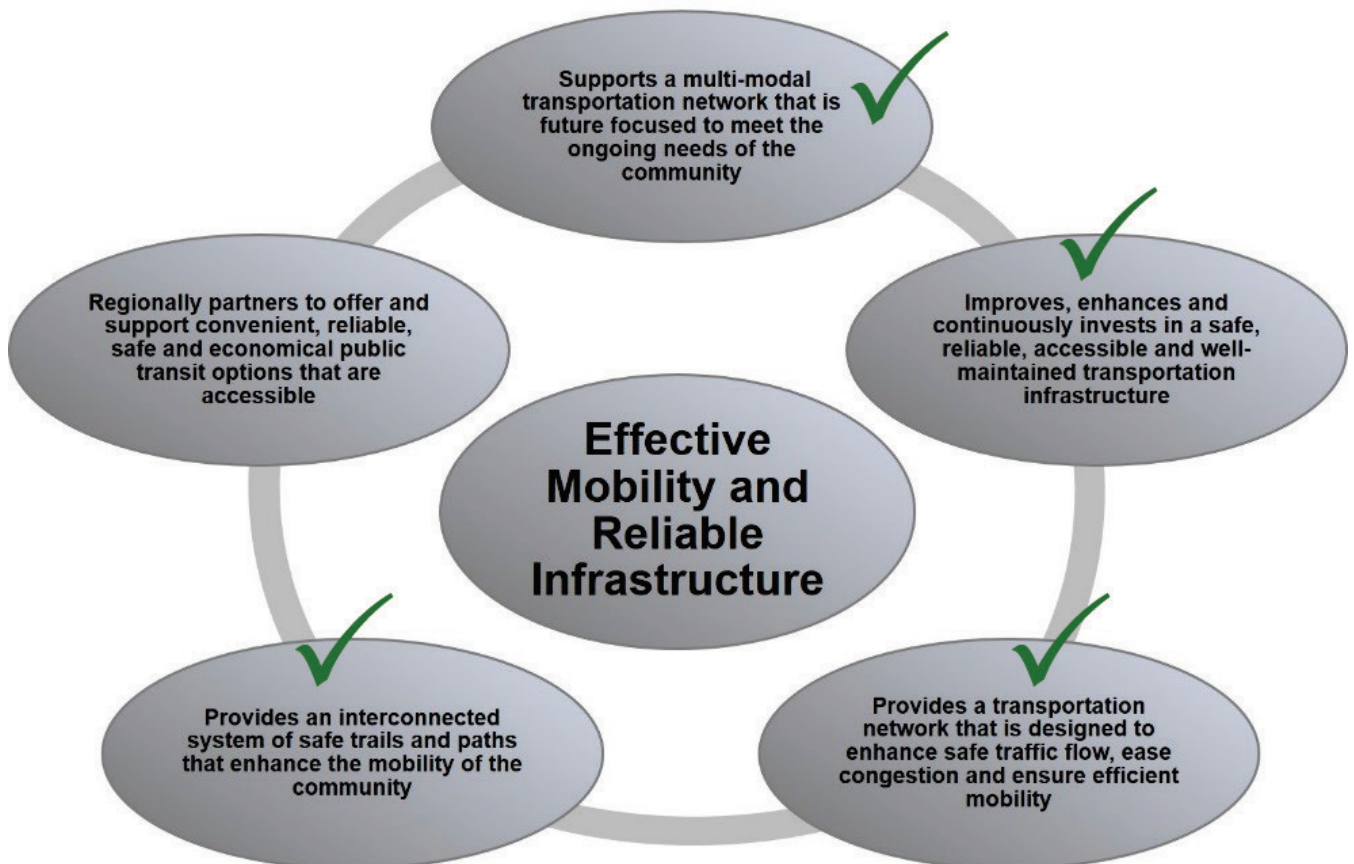 Supports a multi-modal
transportation network that is
future focused to meet the
ongoing needs of the
community
Regionally partners to offer and
support convenient, reliable,
safe and economical public
transit options that are
accessible
Improves, enhances and
continuously invests in a safe,
reliable, accessible and well-
maintained transportation
infrastructure
Effective
Mobility and
Reliable
Infrastructure
Provides an interconnected
system of safe trails and paths
that enhance the mobility of the
community
Provides a transportation
network that is designed to
enhance safe traffic flow, ease
congestion and ensure efficient
mobility